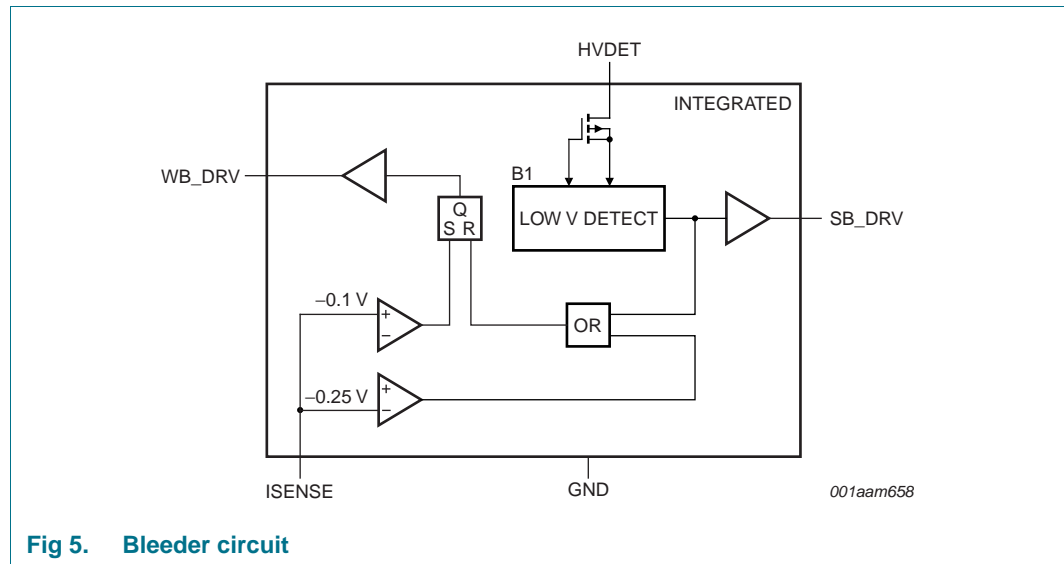 HVDET
INTEGRATED
WB_DRV
B1
Q
S R
LOW V DETECT
SB_DRV
−0.1 V
+
−
OR
−0.25 V
+
−
ISENSE
GND
001aam658
Fig 5. Bleeder circuit